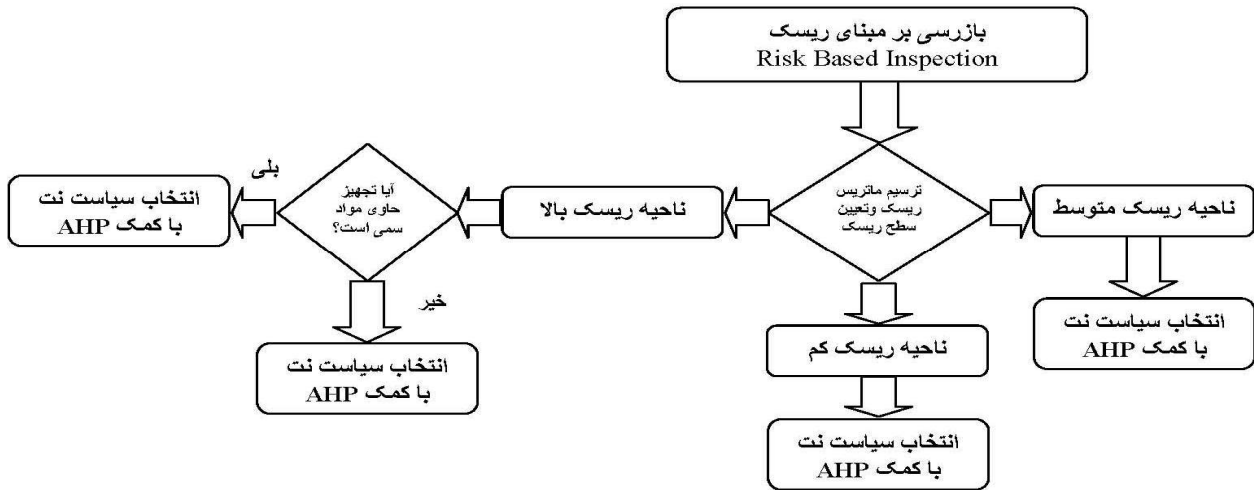 بازرسی بر مبنای ریسک
Risk Based Inspection
ترسیم ماتریس
ریسک وتعیین
سطح ریسک
ناحیه ریسک متوسط
انتخاب سیاست نت
با کمک AHP
ناحیه ریسک کم
انتخاب سیاست نت
با کمک AHP
ناحیه ریسک بالا
آیا تجهیز
حاوی مواد
سمی است؟
بلی
انتخاب سیاست نت
با کمک AHP
خیر
انتخاب سیاست نت
با کمک AHP